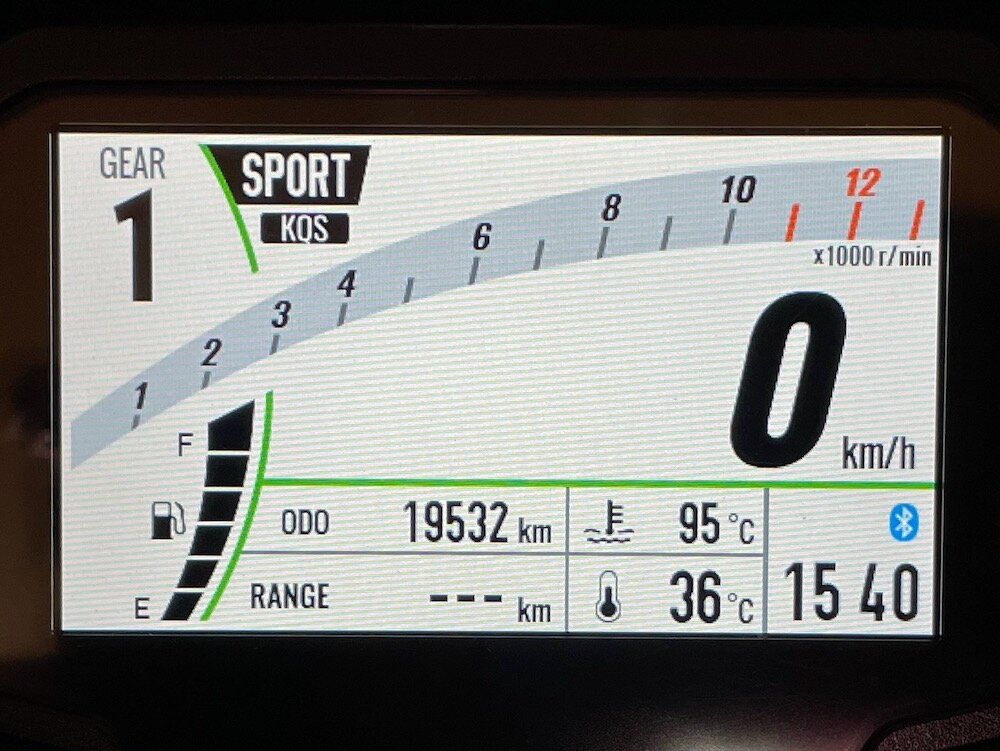 GEAR
1
SPORT
KQS
1 2 3 4 6 8 10 12
x1000 r/min
0 km/h
F
E
ODO 19532 km
RANGE --- km
95 °C
36 °C
15 40